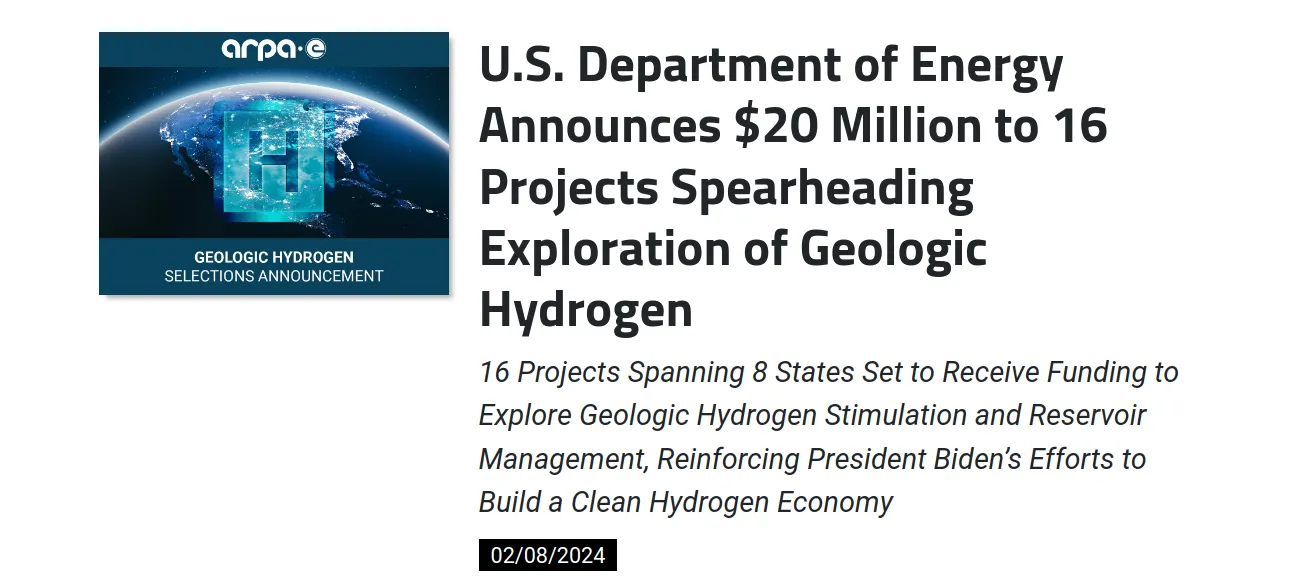 arpa·e
H
GEOLOGIC HYDROGEN
SELECTIONS ANNOUNCEMENT
U.S. Department of Energy
Announces $20 Million to 16
Projects Spearheading
Exploration of Geologic
Hydrogen
16 Projects Spanning 8 States Set to Receive Funding to
Explore Geologic Hydrogen Stimulation and Reservoir
Management, Reinforcing President Biden’s Efforts to
Build a Clean Hydrogen Economy
02/08/2024